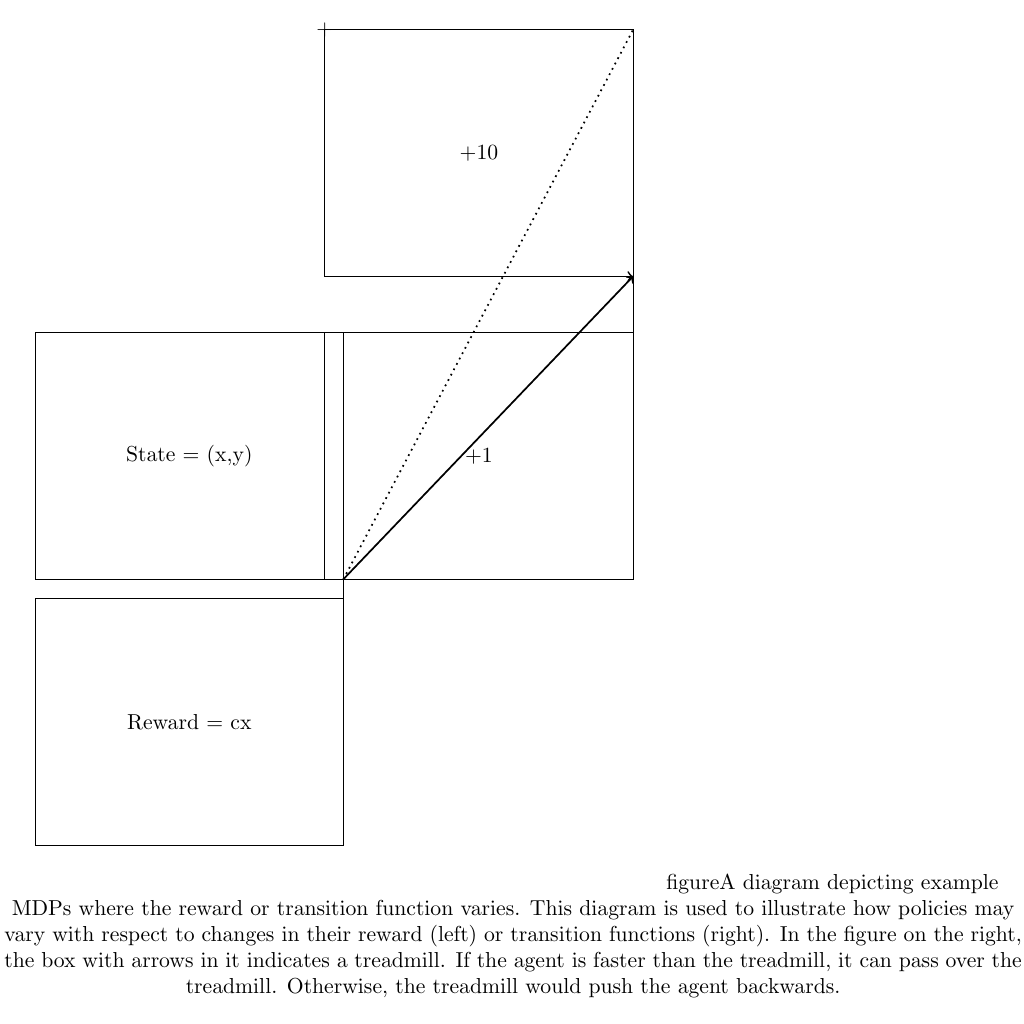 +10
State = (x,y)
+1
Reward = cx
figureA diagram depicting example
MDPs where the reward or transition function varies. This diagram is used to illustrate how policies may
vary with respect to changes in their reward (left) or transition functions (right). In the figure on the right,
the box with arrows in it indicates a treadmill. If the agent is faster than the treadmill, it can pass over the
treadmill. Otherwise, the treadmill would push the agent backwards.